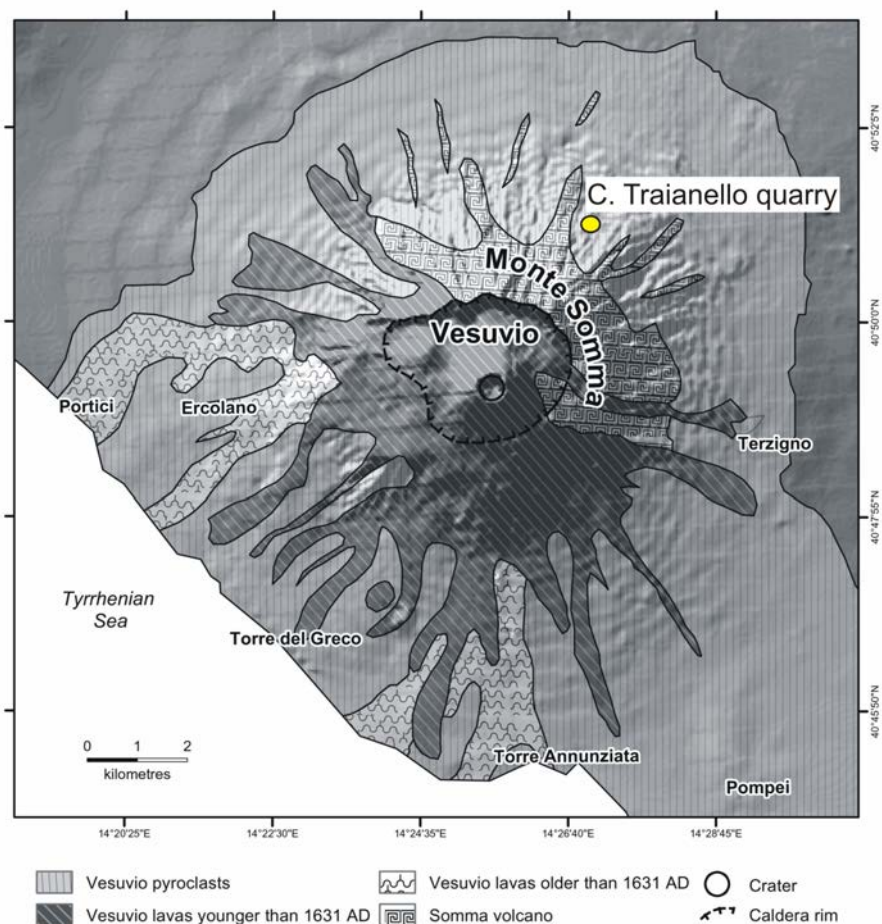 C. Traianello quarry
40°52'5"N
Monte Somma
40°50'0"N
Vesuvio
Portici
Ercolano
Terzigno
40°47'55"N
Tyrrhenian
Sea
Torre del Greco
40°45'50"N
0 1 2
kilometres
Torre Annunziata
Pompei
14°20'25"E 14°22'30"E 14°24'35"E 14°26'40"E 14°28'45"E
Vesuvio pyroclasts Vesuvio lavas older than 1631 AD Crater
Vesuvio lavas younger than 1631 AD Somma volcano Caldera rim